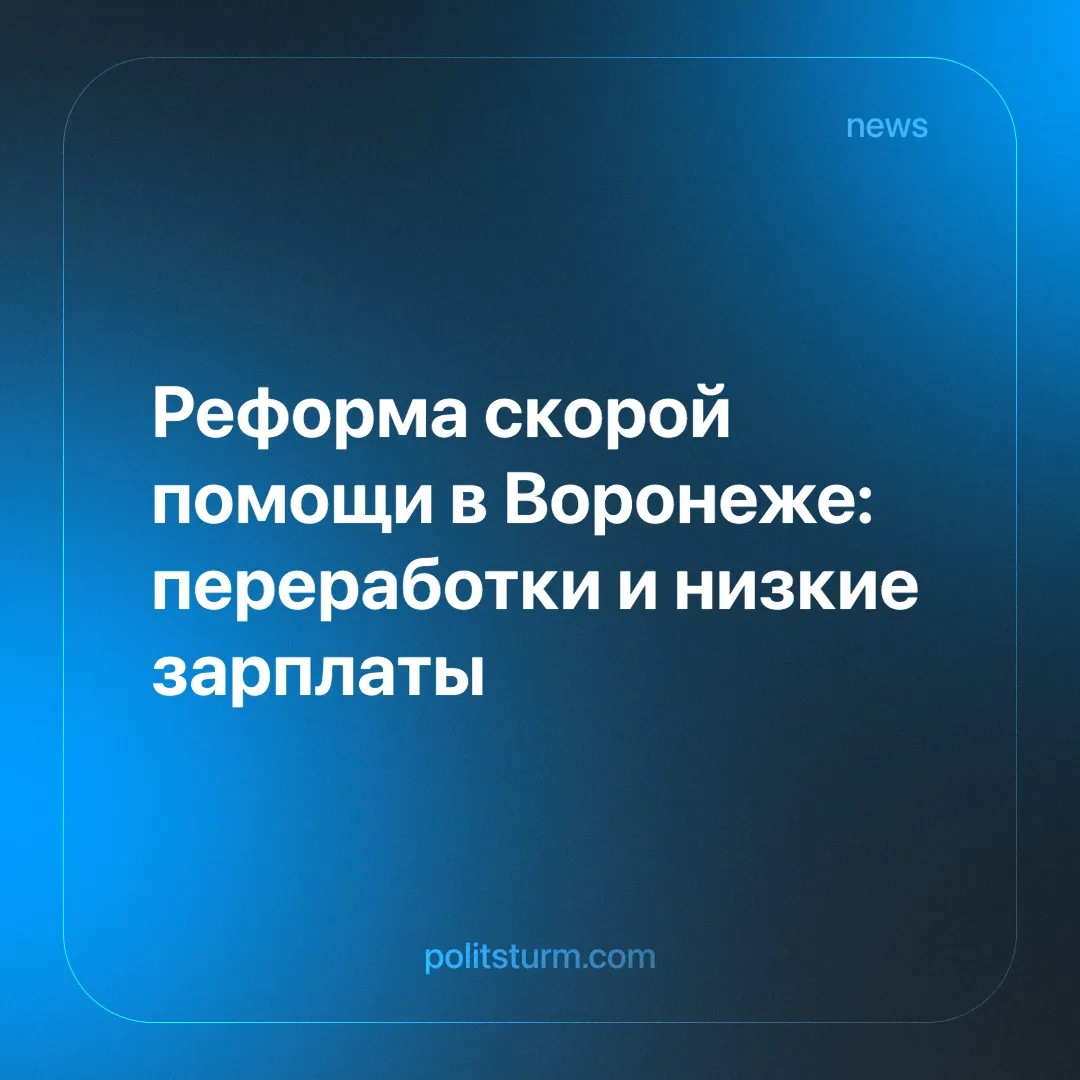 news
Реформа скорой
помощи в Воронеже:
переработки и низкие
зарплаты
politsturm.com